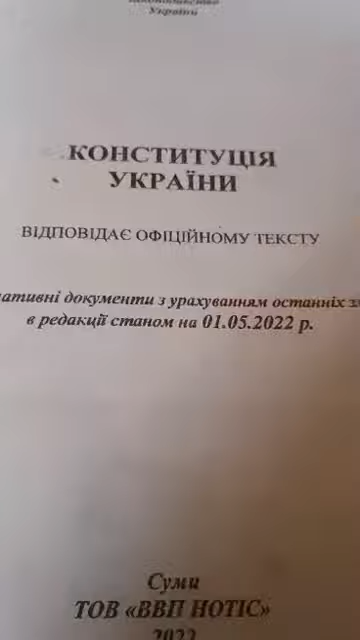 України
КОНСТИТУЦІЯ
УКРАЇНИ
ВІДПОВІДАЄ ОФІЦІЙНОМУ ТЕКСТУ
документи з урахуванням останніх
в редакції станом на 01.05.2022 р.
Суми
ТОВ «ВВП НОТІС»
2022